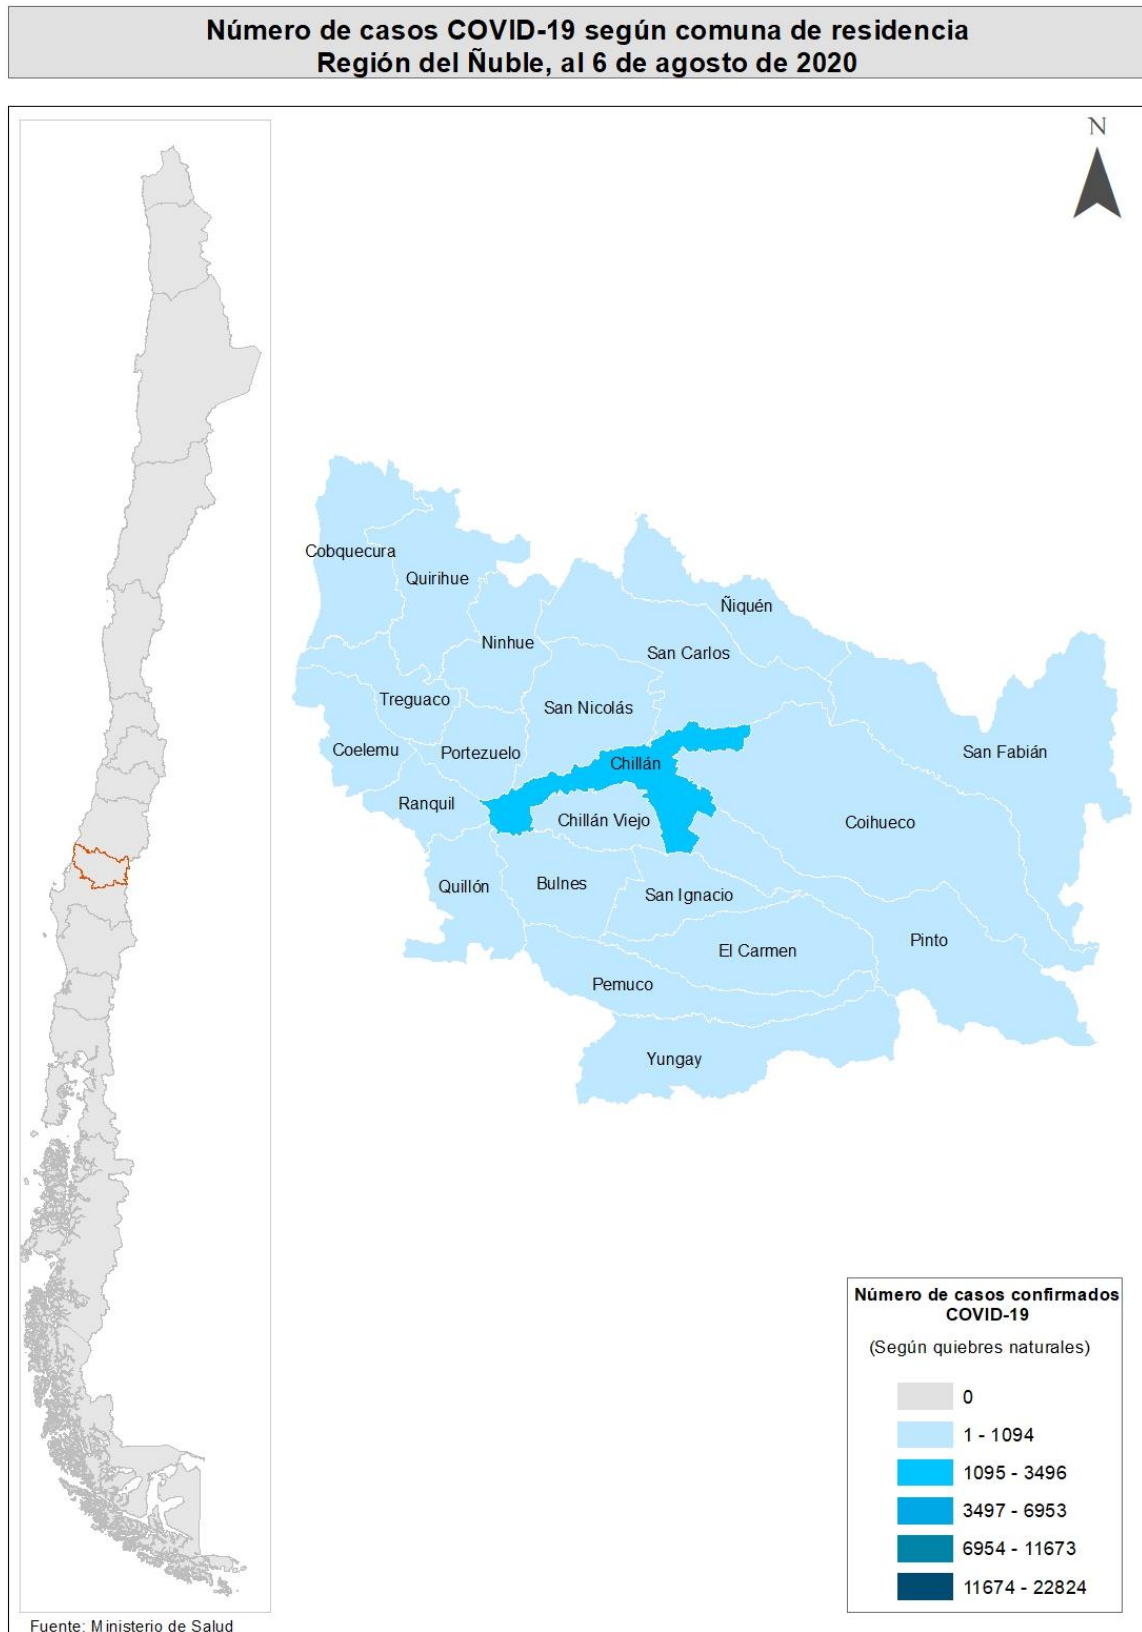 Número de casos COVID-19 según comuna de residencia
Región del Ñuble, al 6 de agosto de 2020
N
Cobquecura
Quirihue
Ñiquén
Ninhue
San Carlos
Treguaco
San Nicolás
Coelemu
Portezuelo
San Fabián
Chillán
Ranquil
Chillán Viejo
Coihueco
Quillón
Bulnes
San Ignacio
El Carmen
Pinto
Pemuco
Yungay
Número de casos confirmados
COVID-19
(Según quiebres naturales)
0
1 - 1094
1095 - 3496
3497 - 6953
6954 - 11673
11674 - 22824
Fuente: Ministerio de Salud